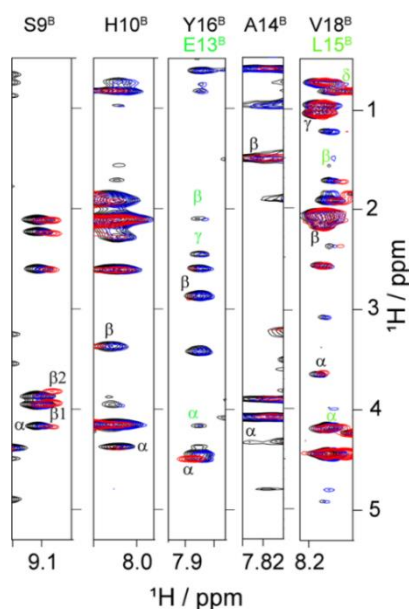 S9ᴮ H10ᴮ Y16ᴮ A14ᴮ V18ᴮ
E13ᴮ L15ᴮ
δ
1
γ
β β
β 2
γ β
β
3
β
α
β2
α α 4
β1
α α α
α
5
9.1 8.0 7.9 7.82 8.2
¹H / ppm
¹H / ppm